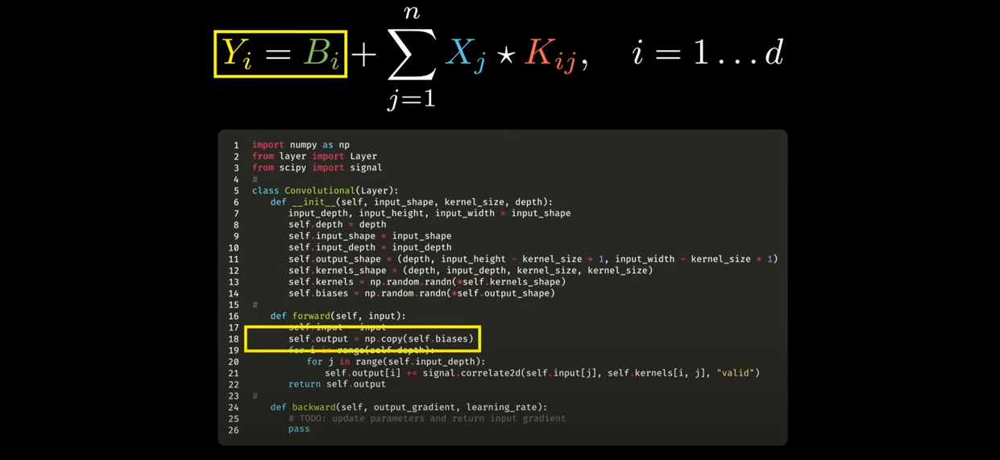 n
Y_i = B_i + ∑ X_j ⋆ K_ij, i = 1 … d
j=1
1 import numpy as np
2 from layer import Layer
3 from scipy import signal
4 #
5 class Convolutional(Layer):
6 def __init__(self, input_shape, kernel_size, depth):
7 input_depth, input_height, input_width = input_shape
8 self.depth = depth
9 self.input_shape = input_shape
10 self.input_depth = input_depth
11 self.output_shape = (depth, input_height - kernel_size + 1, input_width - kernel_size + 1)
12 self.kernels_shape = (depth, input_depth, kernel_size, kernel_size)
13 self.kernels = np.random.randn(*self.kernels_shape)
14 self.biases = np.random.randn(*self.output_shape)
15 #
16 def forward(self, input):
17 self.input = input
18 self.output = np.copy(self.biases)
19 for i in range(self.depth):
20 for j in range(self.input_depth):
21 self.output[i] += signal.correlate2d(self.input[j], self.kernels[i, j], "valid")
22 return self.output
23 #
24 def backward(self, output_gradient, learning_rate):
25 # TODO: update parameters and return input gradient
26 pass